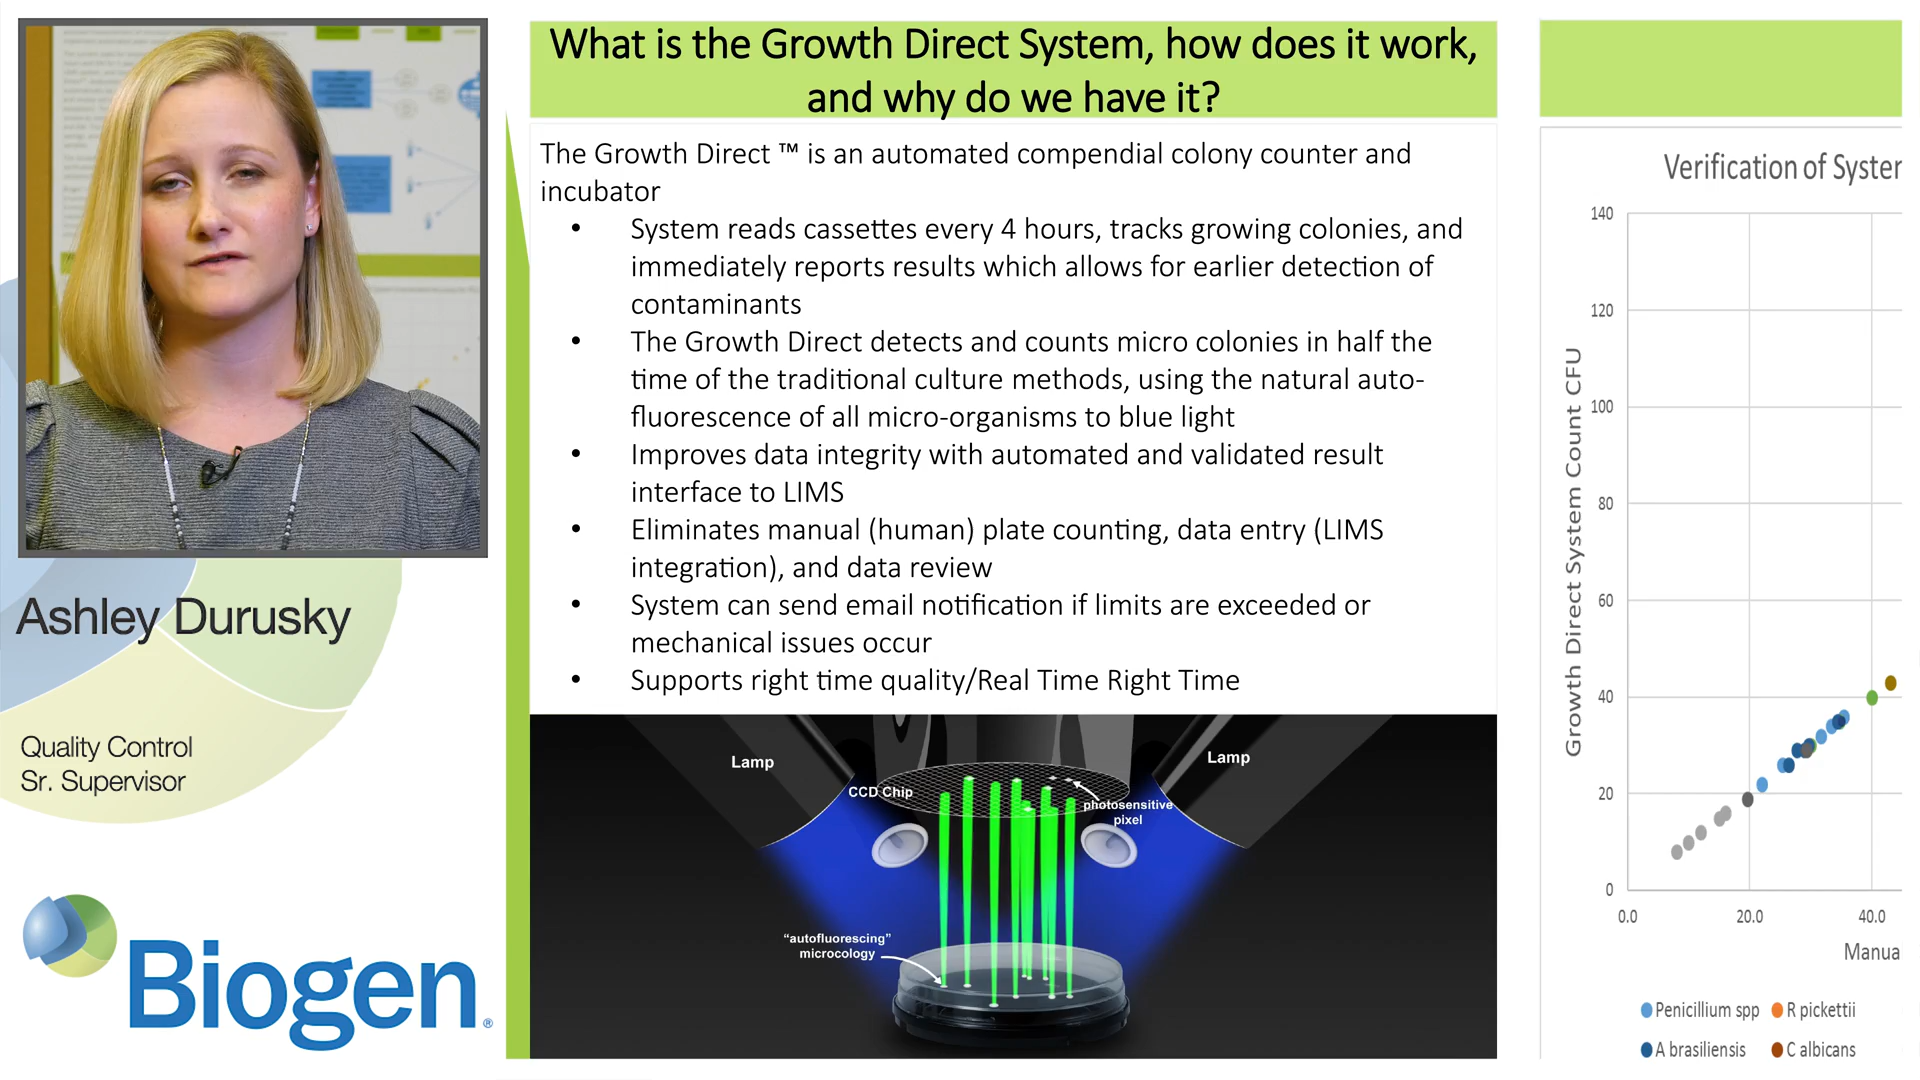 Ashley Durusky
Quality Control
Sr. Supervisor
Biogen®
What is the Growth Direct System, how does it work,
and why do we have it?
The Growth Direct ™ is an automated compendial colony counter and
incubator
• System reads cassettes every 4 hours, tracks growing colonies, and
immediately reports results which allows for earlier detection of
contaminants
• The Growth Direct detects and counts micro colonies in half the
time of the traditional culture methods, using the natural auto-
fluorescence of all micro-organisms to blue light
• Improves data integrity with automated and validated result
interface to LIMS
• Eliminates manual (human) plate counting, data entry (LIMS
integration), and data review
• System can send email notification if limits are exceeded or
mechanical issues occur
• Supports right time quality/Real Time Right Time
Lamp
Lamp
CCD Chip
photosensitive
pixel
“autofluorescing”
microcology
Verification of System
Growth Direct System Count CFU
140
120
100
80
60
40
20
0
0.0 20.0 40.0
Manua
Penicillium spp R pickettii
A brasiliensis C albicans